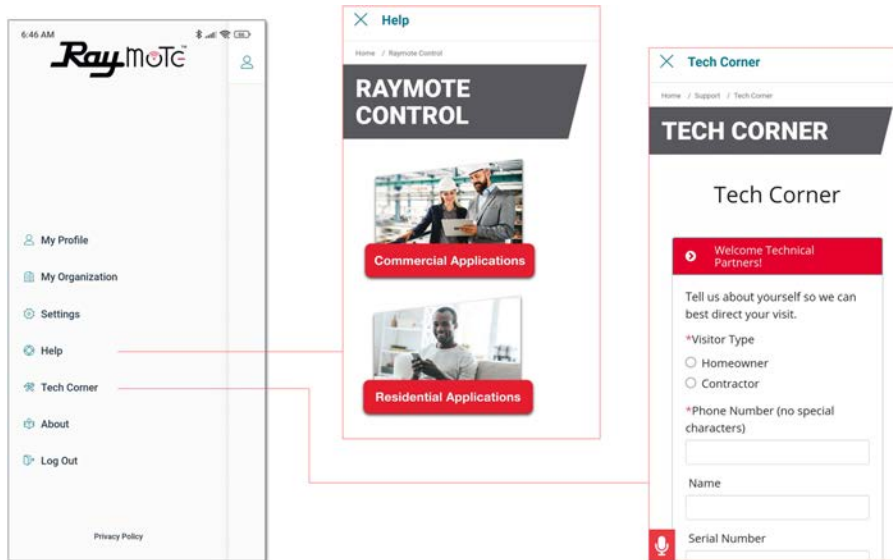 6:46 AM
Raymote
My Profile
My Organization
Settings
Help
Tech Corner
About
Log Out
Privacy Policy
Help
Home / Raymote Control
RAYMOTE
CONTROL
Commercial Applications
Residential Applications
Tech Corner
Home / Support / Tech Corner
TECH CORNER
Tech Corner
Welcome Technical
Partners!
Tell us about yourself so we can
best direct your visit.
*Visitor Type
Homeowner
Contractor
*Phone Number (no special
characters)
Name
Serial Number